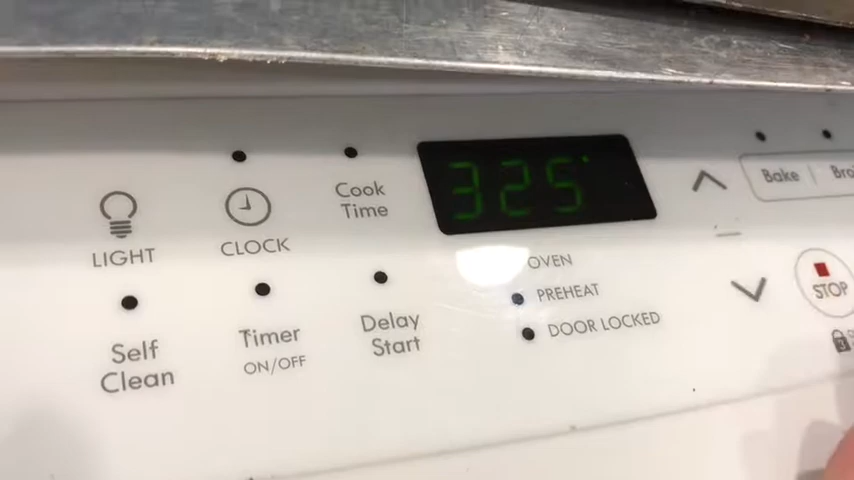 325°
Cook
Time
Bake
LIGHT
CLOCK
OVEN
PREHEAT
DOOR LOCKED
STOP
Self
Clean
Timer
ON/OFF
Delay
Start